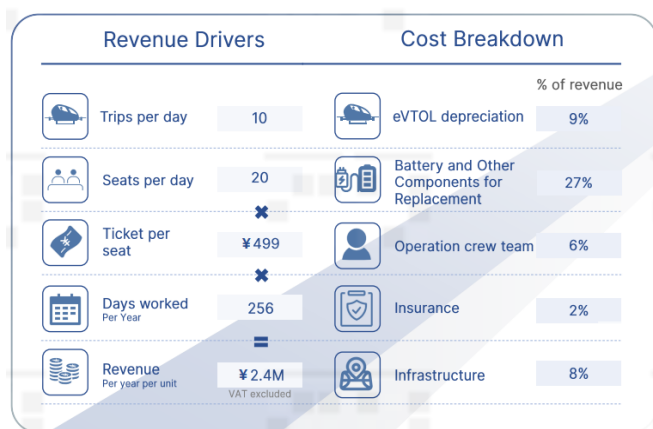 Revenue Drivers
Trips per day
10
Seats per day
20
✖
Ticket per
seat
¥499
✖
Days worked
Per Year
256
=
Revenue
Per year per unit
¥2.4M
VAT excluded
Cost Breakdown
% of revenue
eVTOL depreciation
9%
Battery and Other
Components for
Replacement
27%
Operation crew team
6%
Insurance
2%
Infrastructure
8%